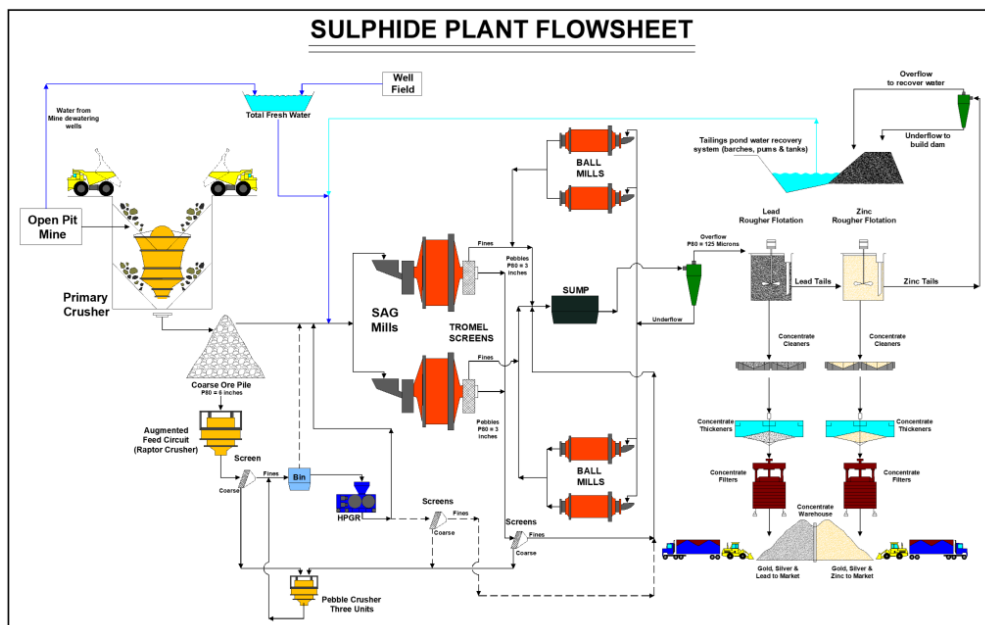 SULPHIDE PLANT FLOWSHEET
Well
Field
Total Fresh Water
Water from
Mine dewatering
wells
Open Pit
Mine
Primary
Crusher
Coarse Ore Pile
P80 = 6 inches
Augmented
Feed Circuit
(Raptor Crusher)
Screen
Fines
Coarse
Bin
HPGR
Pebble Crusher
Three Units
SAG
Mills
TROMEL
SCREENS
Fines
Pebbles
P80 = 3
inches
Fines
Pebbles
P80 = 3
inches
Screens
Fines
Coarse
Screens
Fines
Coarse
BALL
MILLS
SUMP
BALL
MILLS
Overflow
P80 = 125 Microns
Underflow
Overflow
to recover water
Underflow to
build dam
Tailings pond water recovery
system (barches, pums & tanks)
Lead
Rougher Flotation
Zinc
Rougher Flotation
Lead Tails
Zinc Tails
Concentrate
Cleaners
Concentrate
Cleaners
Concentrate
Thickeners
Concentrate
Thickeners
Concentrate
Filters
Concentrate
Filters
Concentrate
Warehouse
Gold, Silver &
Lead to Market
Gold, Silver &
Zinc to Market